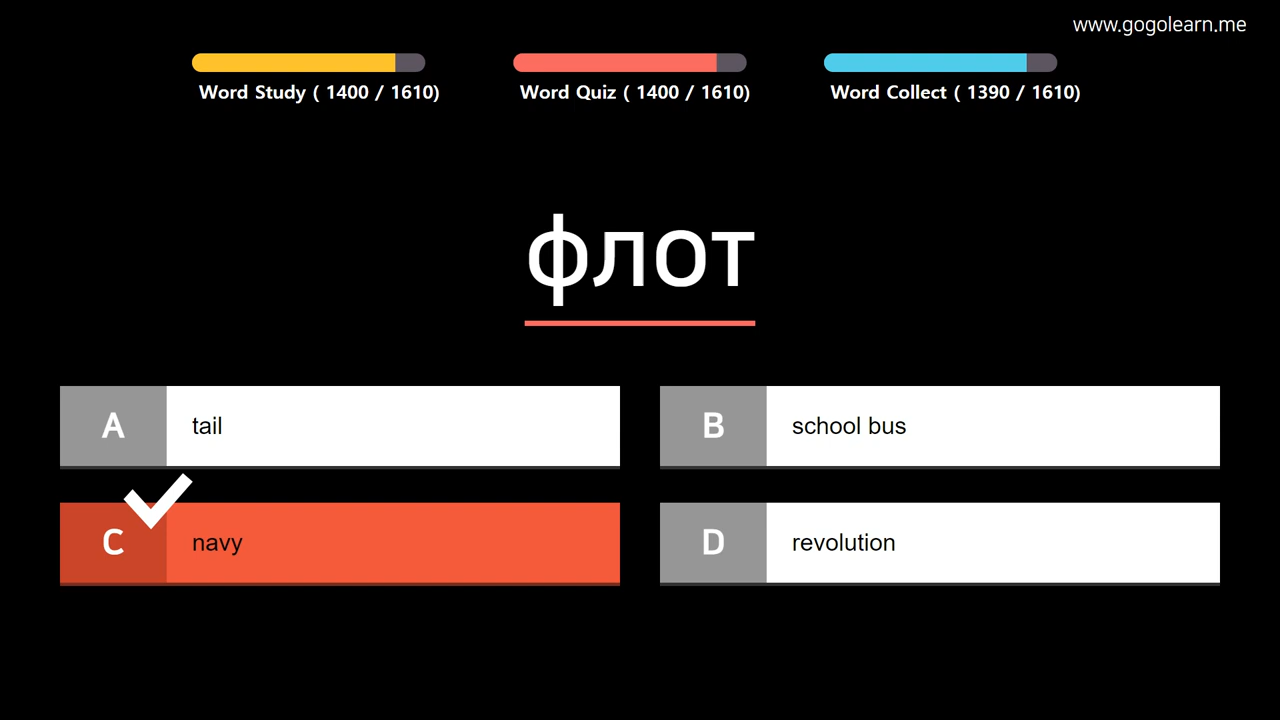 www.gogolearn.me
Word Study ( 1400 / 1610)
Word Quiz ( 1400 / 1610)
Word Collect ( 1390 / 1610)
флот
A
tail
B
school bus
C
navy
D
revolution